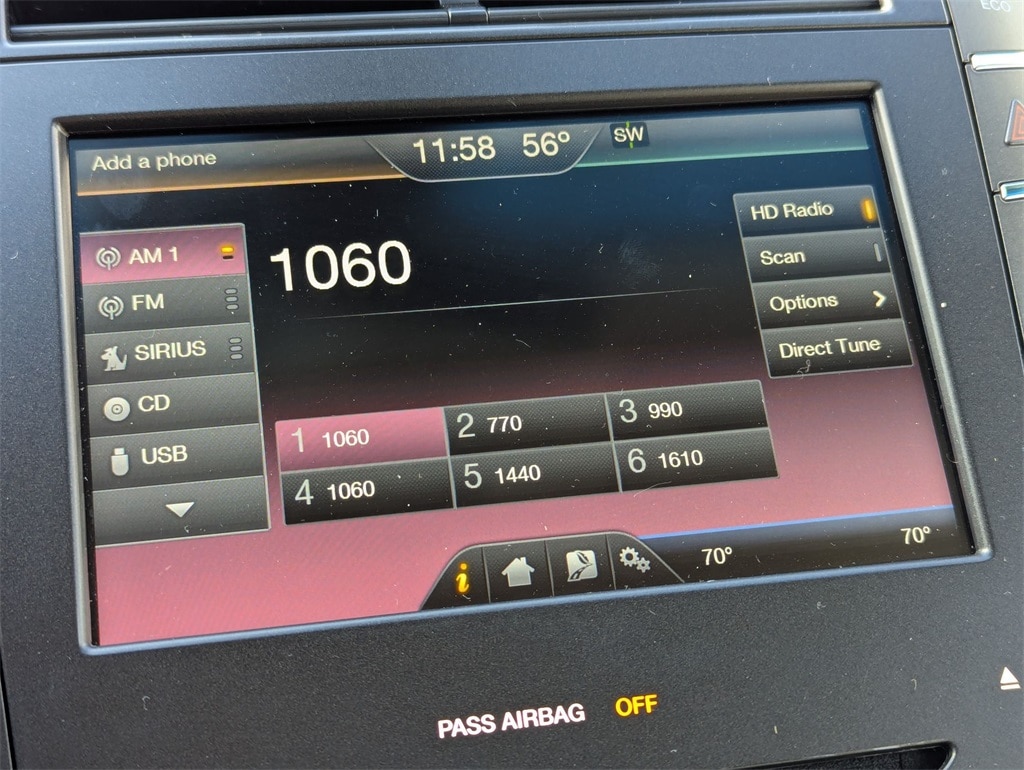 ECO
Add a phone
11:58 56°
SW
AM 1
FM
SIRIUS
CD
USB
1060
HD Radio
Scan
Options
Direct Tune
1 1060
2 770
3 990
4 1060
5 1440
6 1610
i
70°
70°
PASS AIRBAG OFF